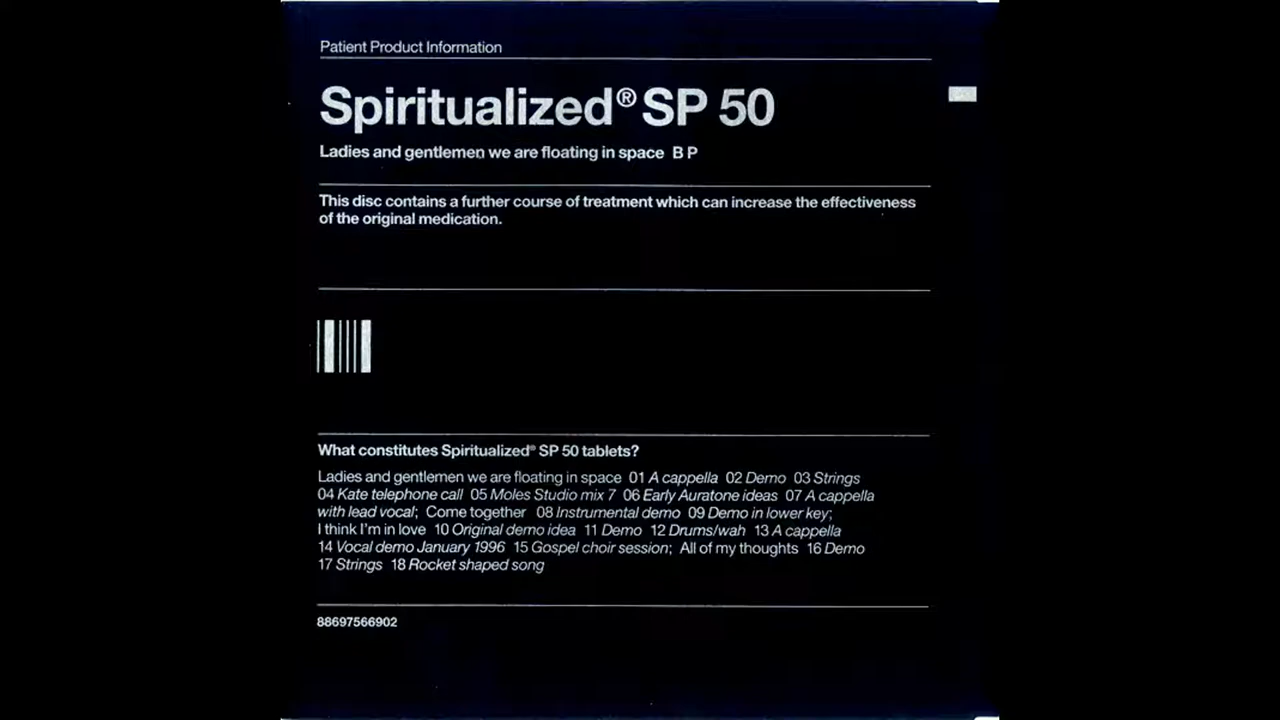 Patient Product Information
Spiritualized® SP 50
Ladies and gentlemen we are floating in space B P
This disc contains a further course of treatment which can increase the effectiveness
of the original medication.
What constitutes Spiritualized® SP 50 tablets?
Ladies and gentlemen we are floating in space 01 A cappella 02 Demo 03 Strings
04 Kate telephone call 05 Moles Studio mix 7 06 Early Auratone ideas 07 A cappella
with lead vocal; Come together 08 Instrumental demo 09 Demo in lower key;
I think I'm in love 10 Original demo idea 11 Demo 12 Drums/wah 13 A cappella
14 Vocal demo January 1996 15 Gospel choir session; All of my thoughts 16 Demo
17 Strings 18 Rocket shaped song
88697566902